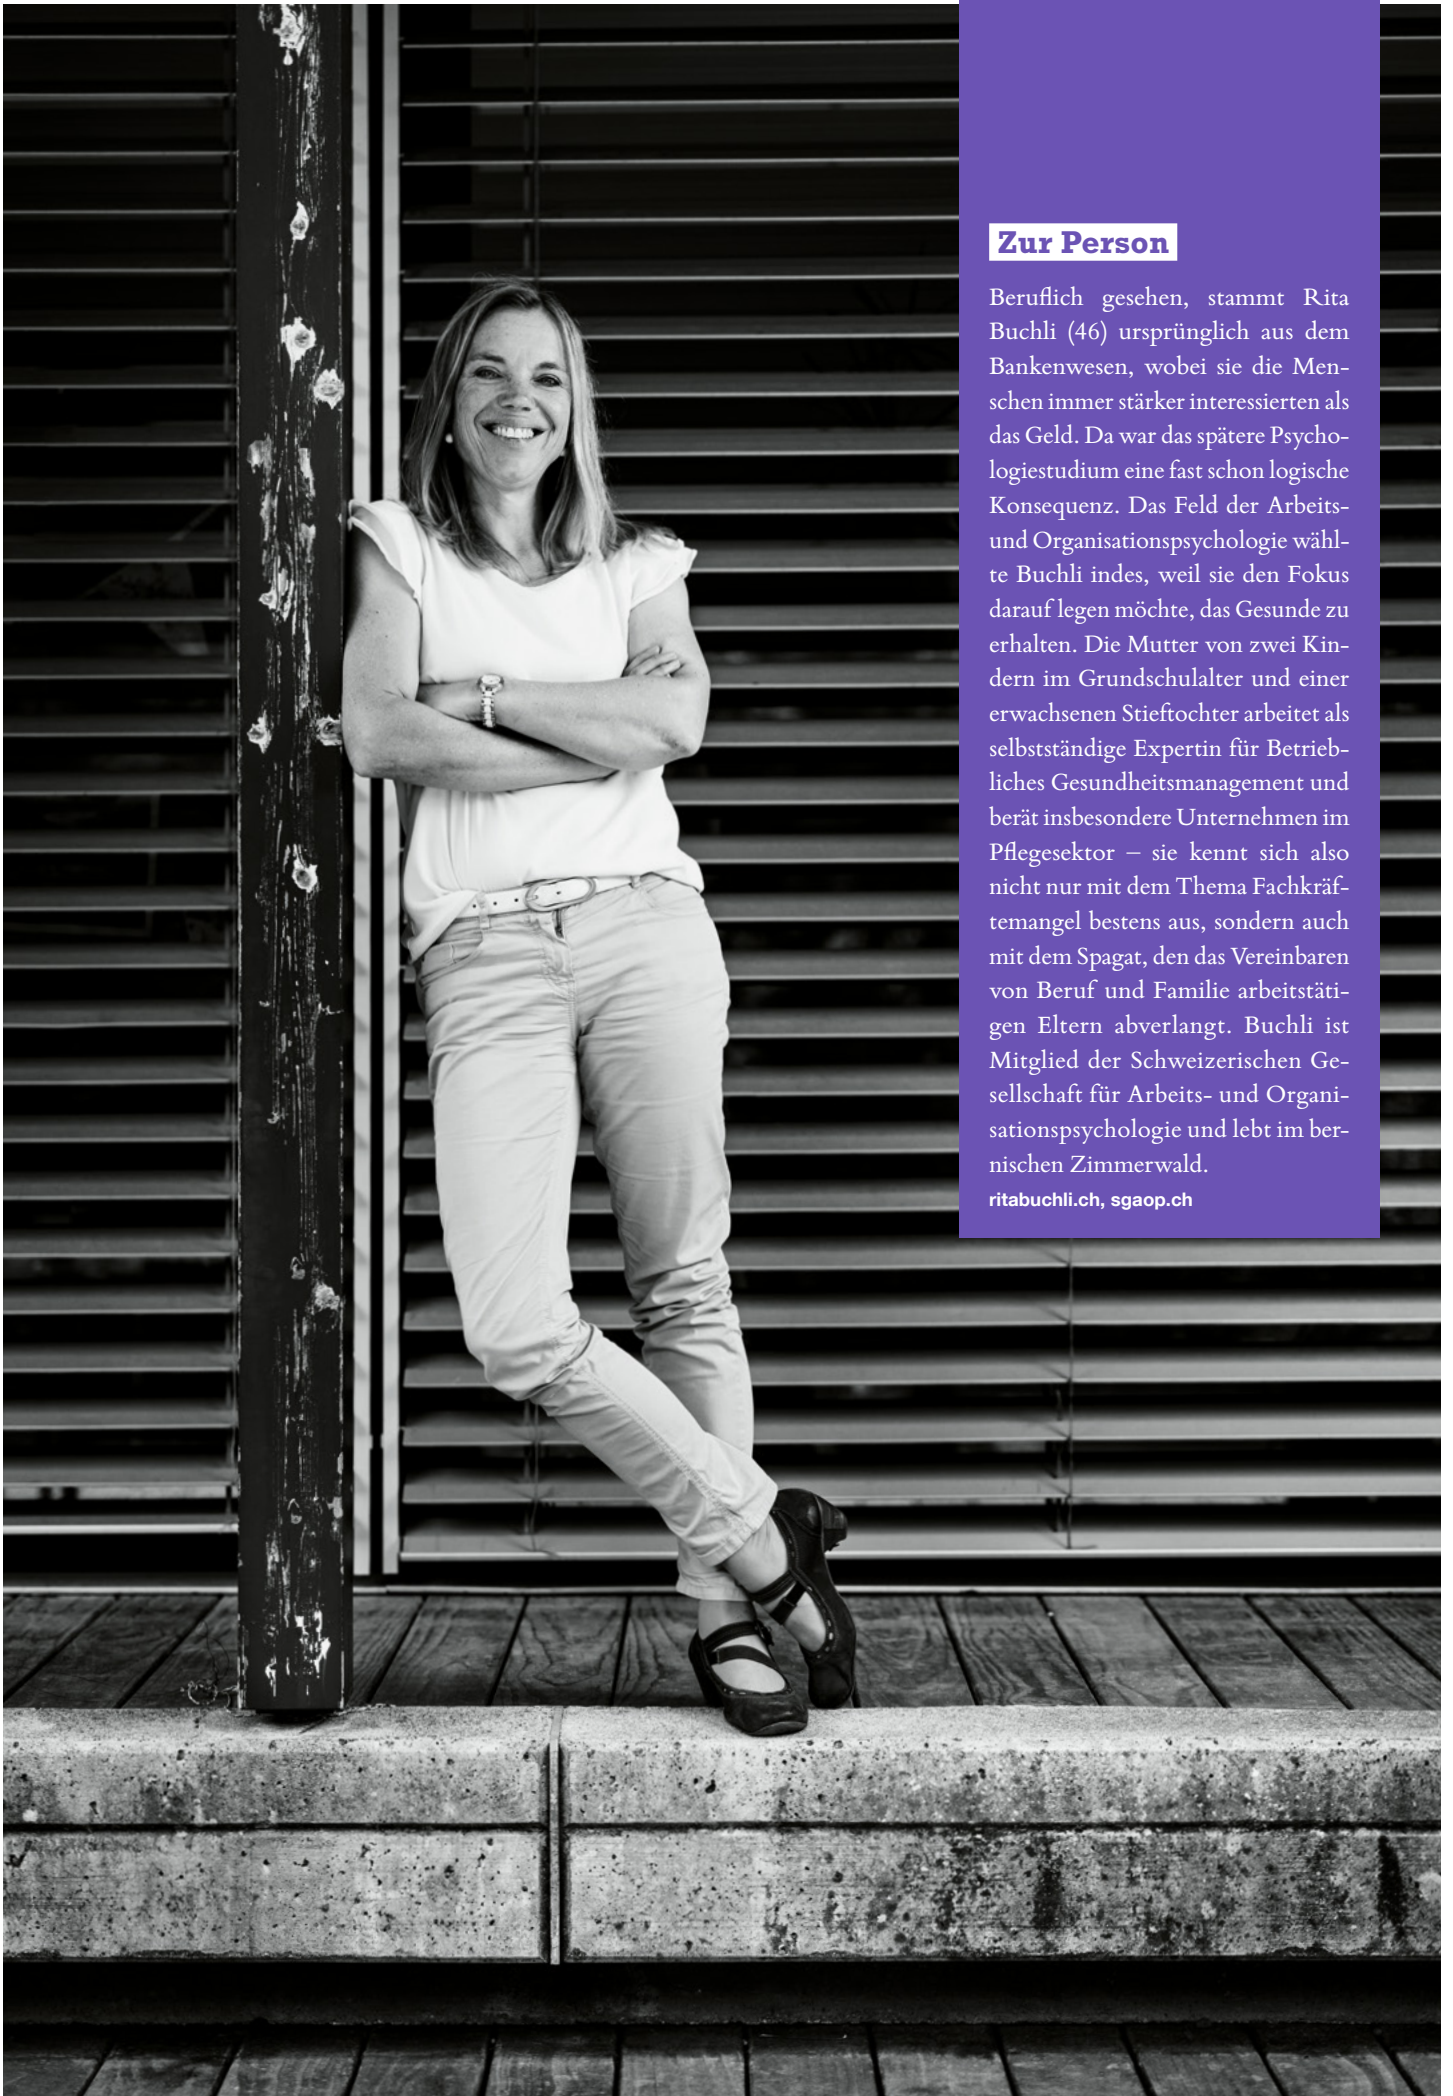 Zur Person
Beruflich gesehen, stammt Rita
Buchli (46) ursprünglich aus dem
Bankenwesen, wobei sie die Men-
schen immer stärker interessierten als
das Geld. Da war das spätere Psycho-
logiestudium eine fast schon logische
Konsequenz. Das Feld der Arbeits-
und Organisationspsychologie wähl-
te Buchli indes, weil sie den Fokus
darauf legen möchte, das Gesunde zu
erhalten. Die Mutter von zwei Kin-
dern im Grundschulalter und einer
erwachsenen Stieftochter arbeitet als
selbstständige Expertin für Betrieb-
liches Gesundheitsmanagement und
berät insbesondere Unternehmen im
Pflegesektor – sie kennt sich also
nicht nur mit dem Thema Fachkräf-
temangel bestens aus, sondern auch
mit dem Spagat, den das Vereinbaren
von Beruf und Familie arbeitstäti-
gen Eltern abverlangt. Buchli ist
Mitglied der Schweizerischen Ge-
sellschaft für Arbeits- und Organi-
sationspsychologie und lebt im ber-
nischen Zimmerwald.
ritabuchli.ch, sgaop.ch